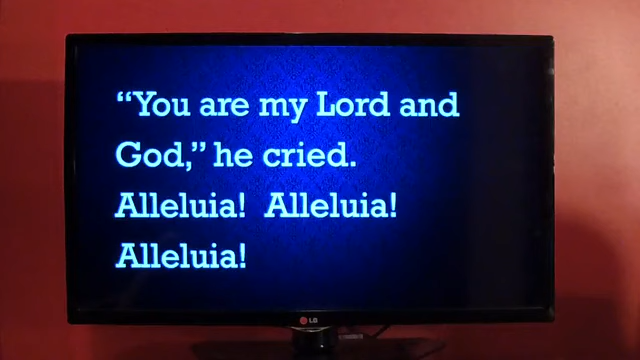 “You are my Lord and
God,” he cried.
Alleluia!  Alleluia!
Alleluia!
LG